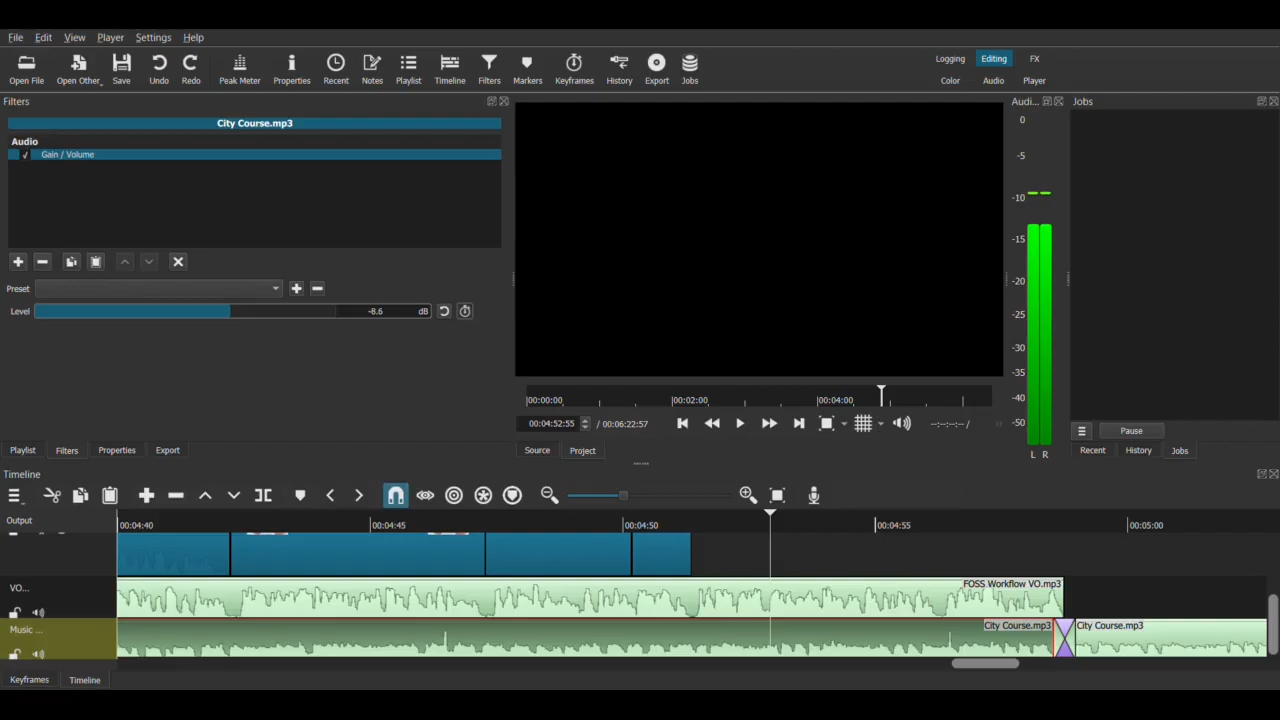 File Edit View Player Settings Help
Open File Open Other Save Undo Redo Peak Meter Properties Recent Notes Playlist Timeline Filters Markers Keyframes History Export Jobs
Logging Editing FX
Color Audio Player
Filters
City Course.mp3
Audio
Gain / Volume
Preset
Level -8.6 dB
Playlist Filters Properties Export
00:00:00 00:02:00 00:04:00
00:04:52:55 / 00:06:22:57 --:--:--:-- /
Source Project
Audi...
0
-5
-10
-15
-20
-25
-30
-35
-40
-50
L R
Jobs
Pause
Recent History Jobs
Timeline
Output 00:04:40 00:04:45 00:04:50 00:04:55 00:05:00
VO... FOSS Workflow VO.mp3
Music ... City Course.mp3 City Course.mp3
Keyframes Timeline